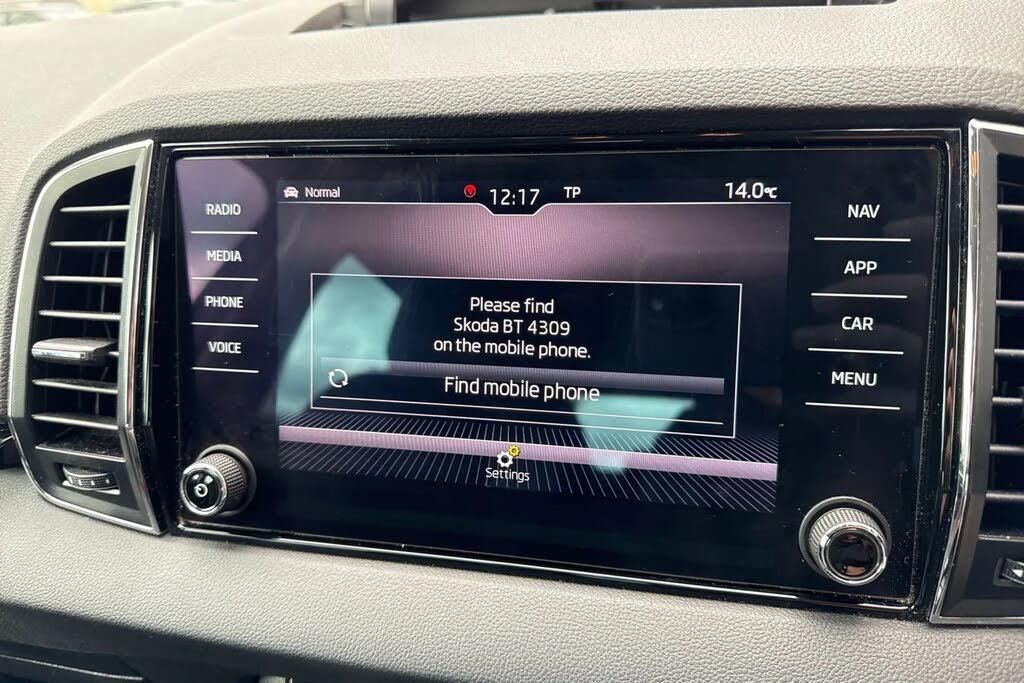 Normal
12:17
TP
14.0°C
RADIO
MEDIA
PHONE
VOICE
Please find
Skoda BT 4309
on the mobile phone.
Find mobile phone
Settings
NAV
APP
CAR
MENU